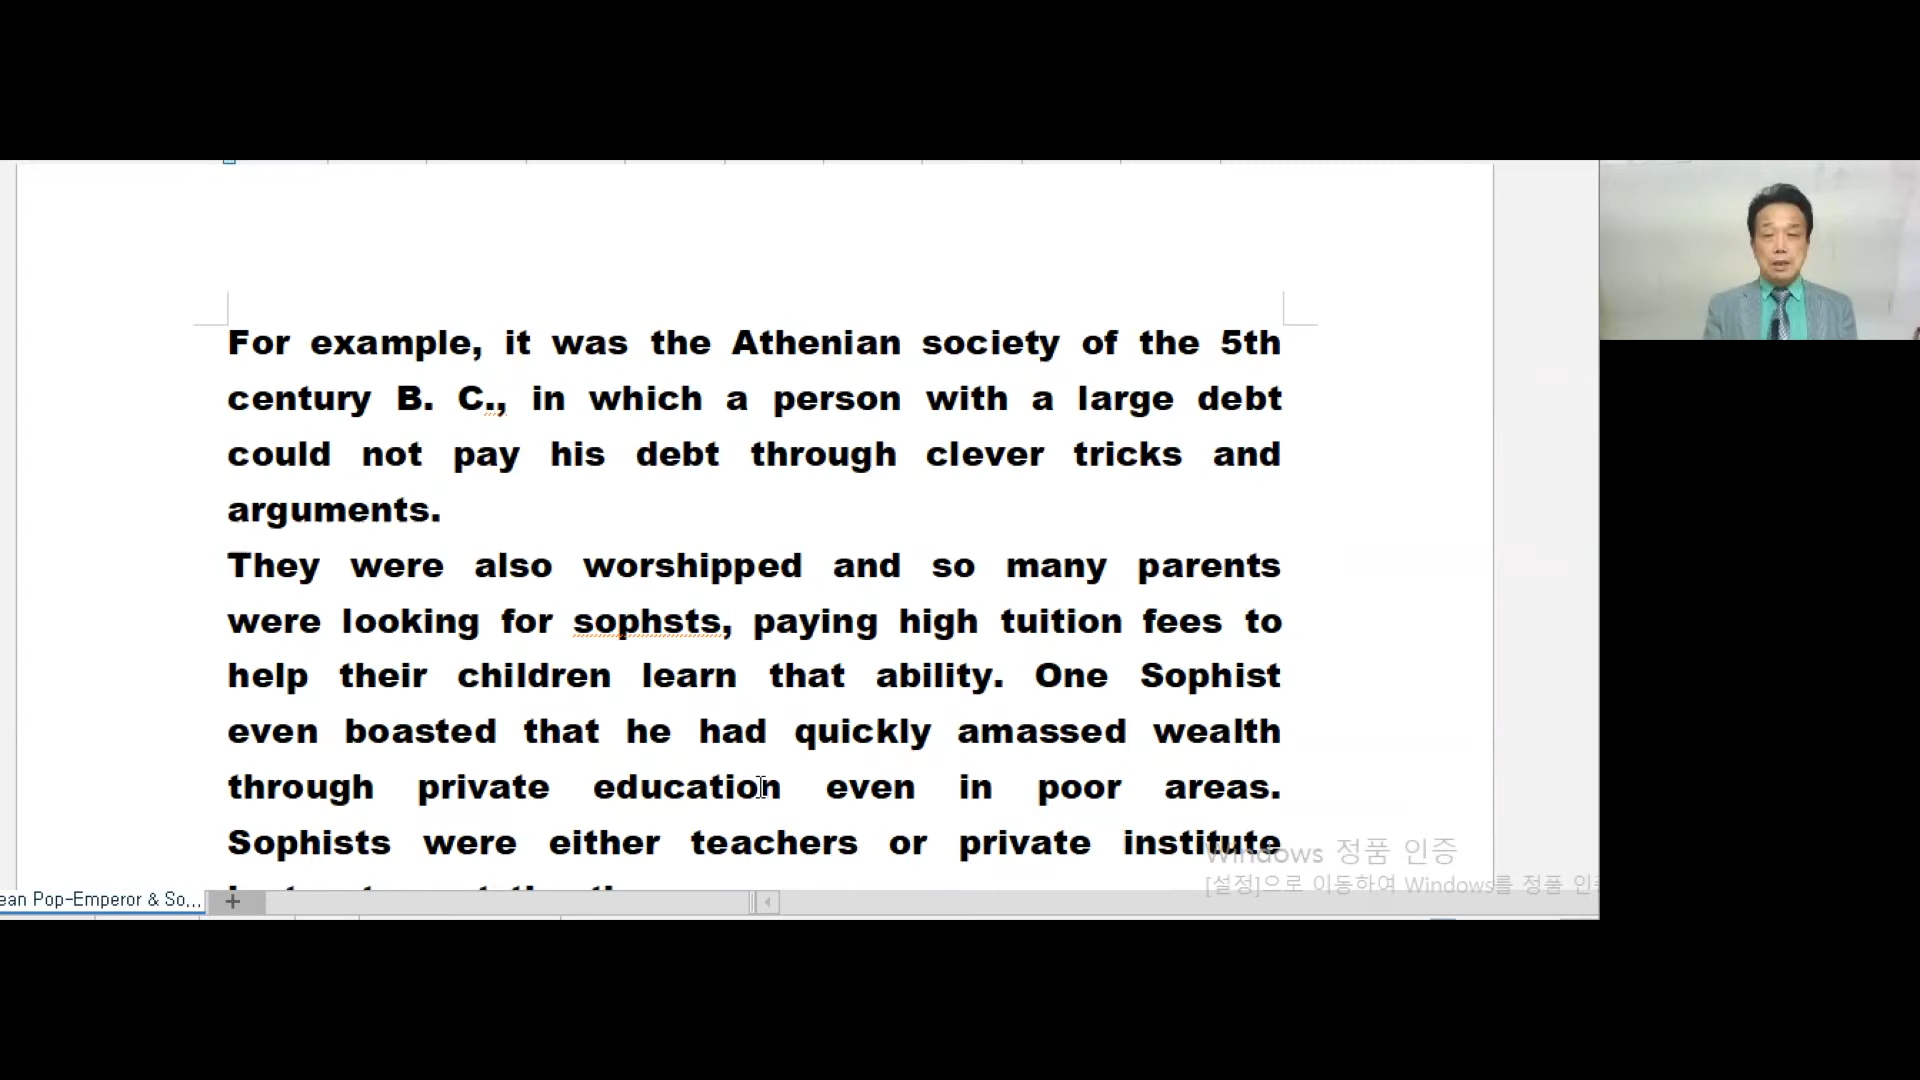 For example, it was the Athenian society of the 5th
century B. C., in which a person with a large debt
could not pay his debt through clever tricks and
arguments.
They were also worshipped and so many parents
were looking for sophsts, paying high tuition fees to
help their children learn that ability. One Sophist
even boasted that he had quickly amassed wealth
through private education even in poor areas.
Sophists were either teachers or private institute
Windows 정품 인증
[설정]으로 이동하여 Windows를 정품
ean Pop-Emperor & So...